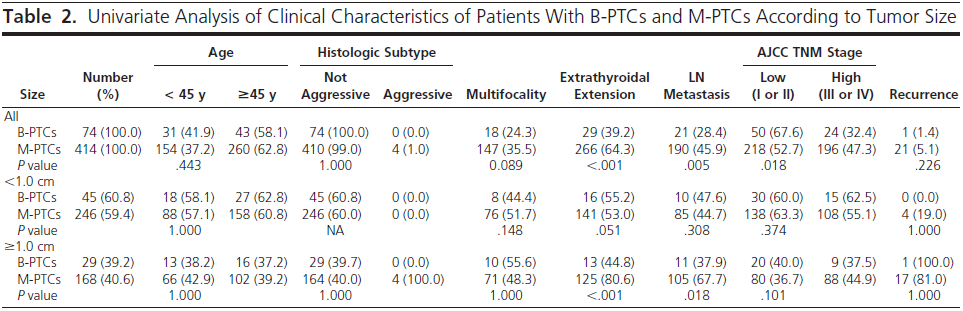 Table 2. Univariate Analysis of Clinical Characteristics of Patients With B-PTCs and M-PTCs According to Tumor Size
Age Histologic Subtype AJCC TNM Stage
Number Not Extrathyroidal LN Low High
Size (%) < 45 y ≥45 y Aggressive Aggressive Multifocality Extension Metastasis (I or II) (III or IV) Recurrence
All
B-PTCs 74 (100.0) 31 (41.9) 43 (58.1) 74 (100.0) 0 (0.0) 18 (24.3) 29 (39.2) 21 (28.4) 50 (67.6) 24 (32.4) 1 (1.4)
M-PTCs 414 (100.0) 154 (37.2) 260 (62.8) 410 (99.0) 4 (1.0) 147 (35.5) 266 (64.3) 190 (45.9) 218 (52.7) 196 (47.3) 21 (5.1)
P value .443 1.000 0.089 <.001 .005 .018 .226
<1.0 cm
B-PTCs 45 (60.8) 18 (58.1) 27 (62.8) 45 (60.8) 0 (0.0) 8 (44.4) 16 (55.2) 10 (47.6) 30 (60.0) 15 (62.5) 0 (0.0)
M-PTCs 246 (59.4) 88 (57.1) 158 (60.8) 246 (60.0) 0 (0.0) 76 (51.7) 141 (53.0) 85 (44.7) 138 (63.3) 108 (55.1) 4 (19.0)
P value 1.000 NA .148 .051 .308 .374 1.000
≥1.0 cm
B-PTCs 29 (39.2) 13 (38.2) 16 (37.2) 29 (39.7) 0 (0.0) 10 (55.6) 13 (44.8) 11 (37.9) 20 (40.0) 9 (37.5) 1 (100.0)
M-PTCs 168 (40.6) 66 (42.9) 102 (39.2) 164 (40.0) 4 (100.0) 71 (48.3) 125 (80.6) 105 (67.7) 80 (36.7) 88 (44.9) 17 (81.0)
P value 1.000 1.000 1.000 <.001 .018 .101 1.000